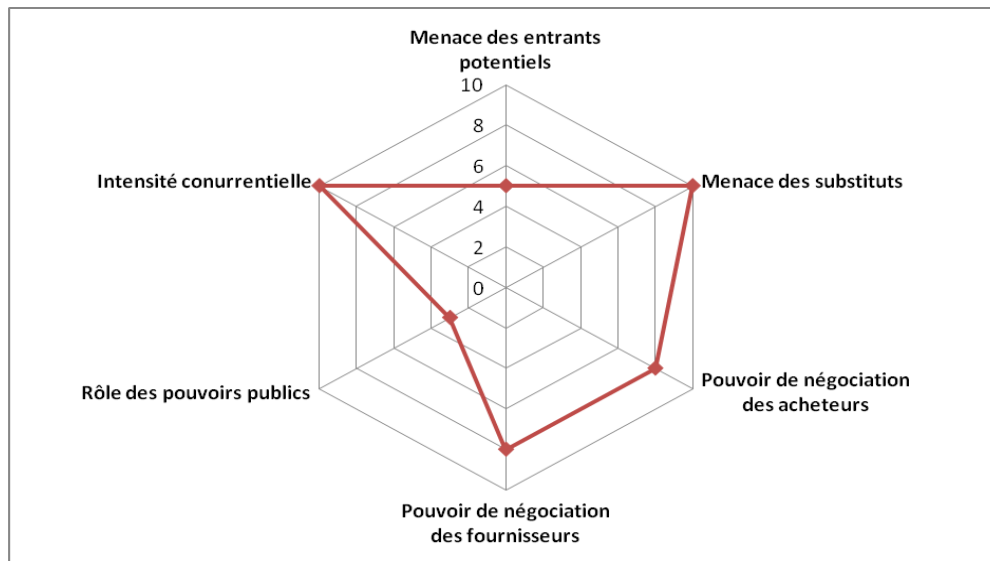 Menace des entrants
potentiels
10
8
6
4
2
0
Intensité conurrentielle
Menace des substituts
Rôle des pouvoirs publics
Pouvoir de négociation
des acheteurs
Pouvoir de négociation
des fournisseurs